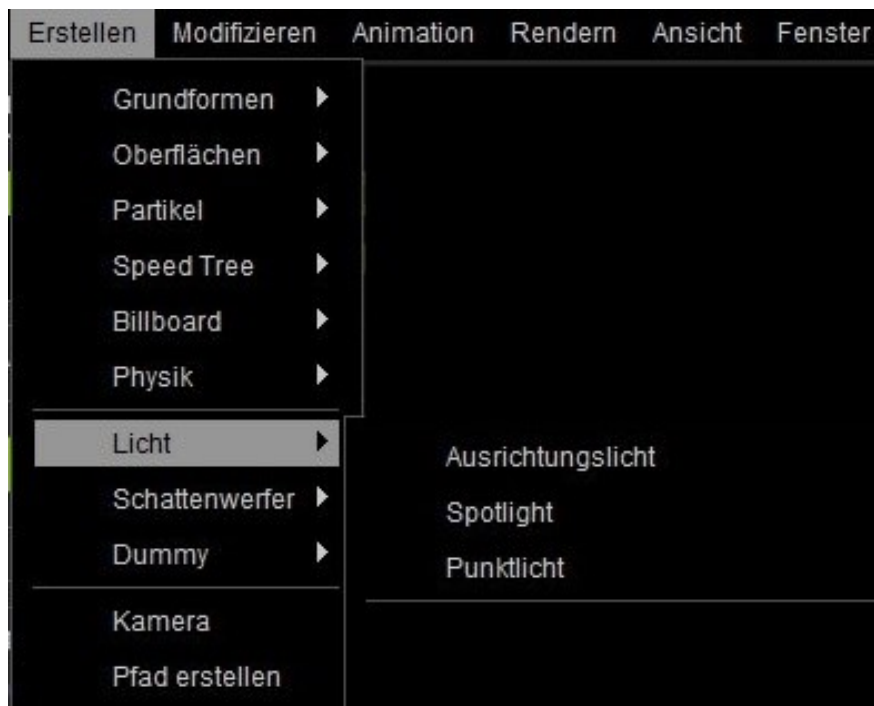 Erstellen Modifizieren Animation Rendern Ansicht Fenster
Grundformen
Oberflächen
Partikel
Speed Tree
Billboard
Physik
Licht
Ausrichtungslicht
Schattenwerfer
Spotlight
Dummy
Punktlicht
Kamera
Pfad erstellen